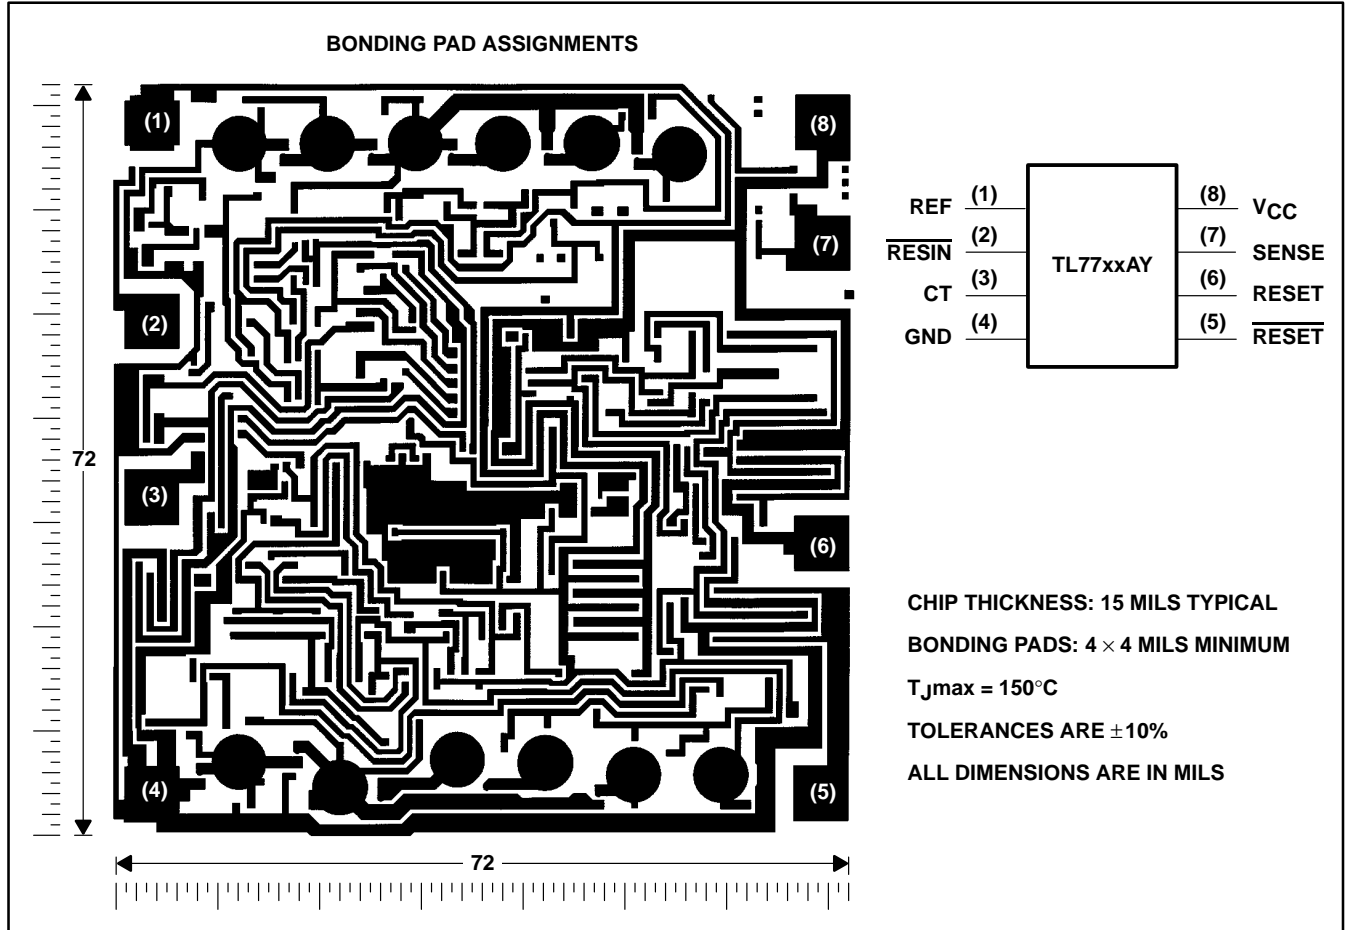 BONDING PAD ASSIGNMENTS
(1)
(8)
(7)
(2)
(3)
(6)
(4)
(5)
72
72
REF (1)
RESIN (2)
CT (3)
GND (4)
TL77xxAY
(8) VCC
(7) SENSE
(6) RESET
(5) RESET
CHIP THICKNESS: 15 MILS TYPICAL
BONDING PADS: 4 × 4 MILS MINIMUM
TJmax = 150°C
TOLERANCES ARE ±10%
ALL DIMENSIONS ARE IN MILS